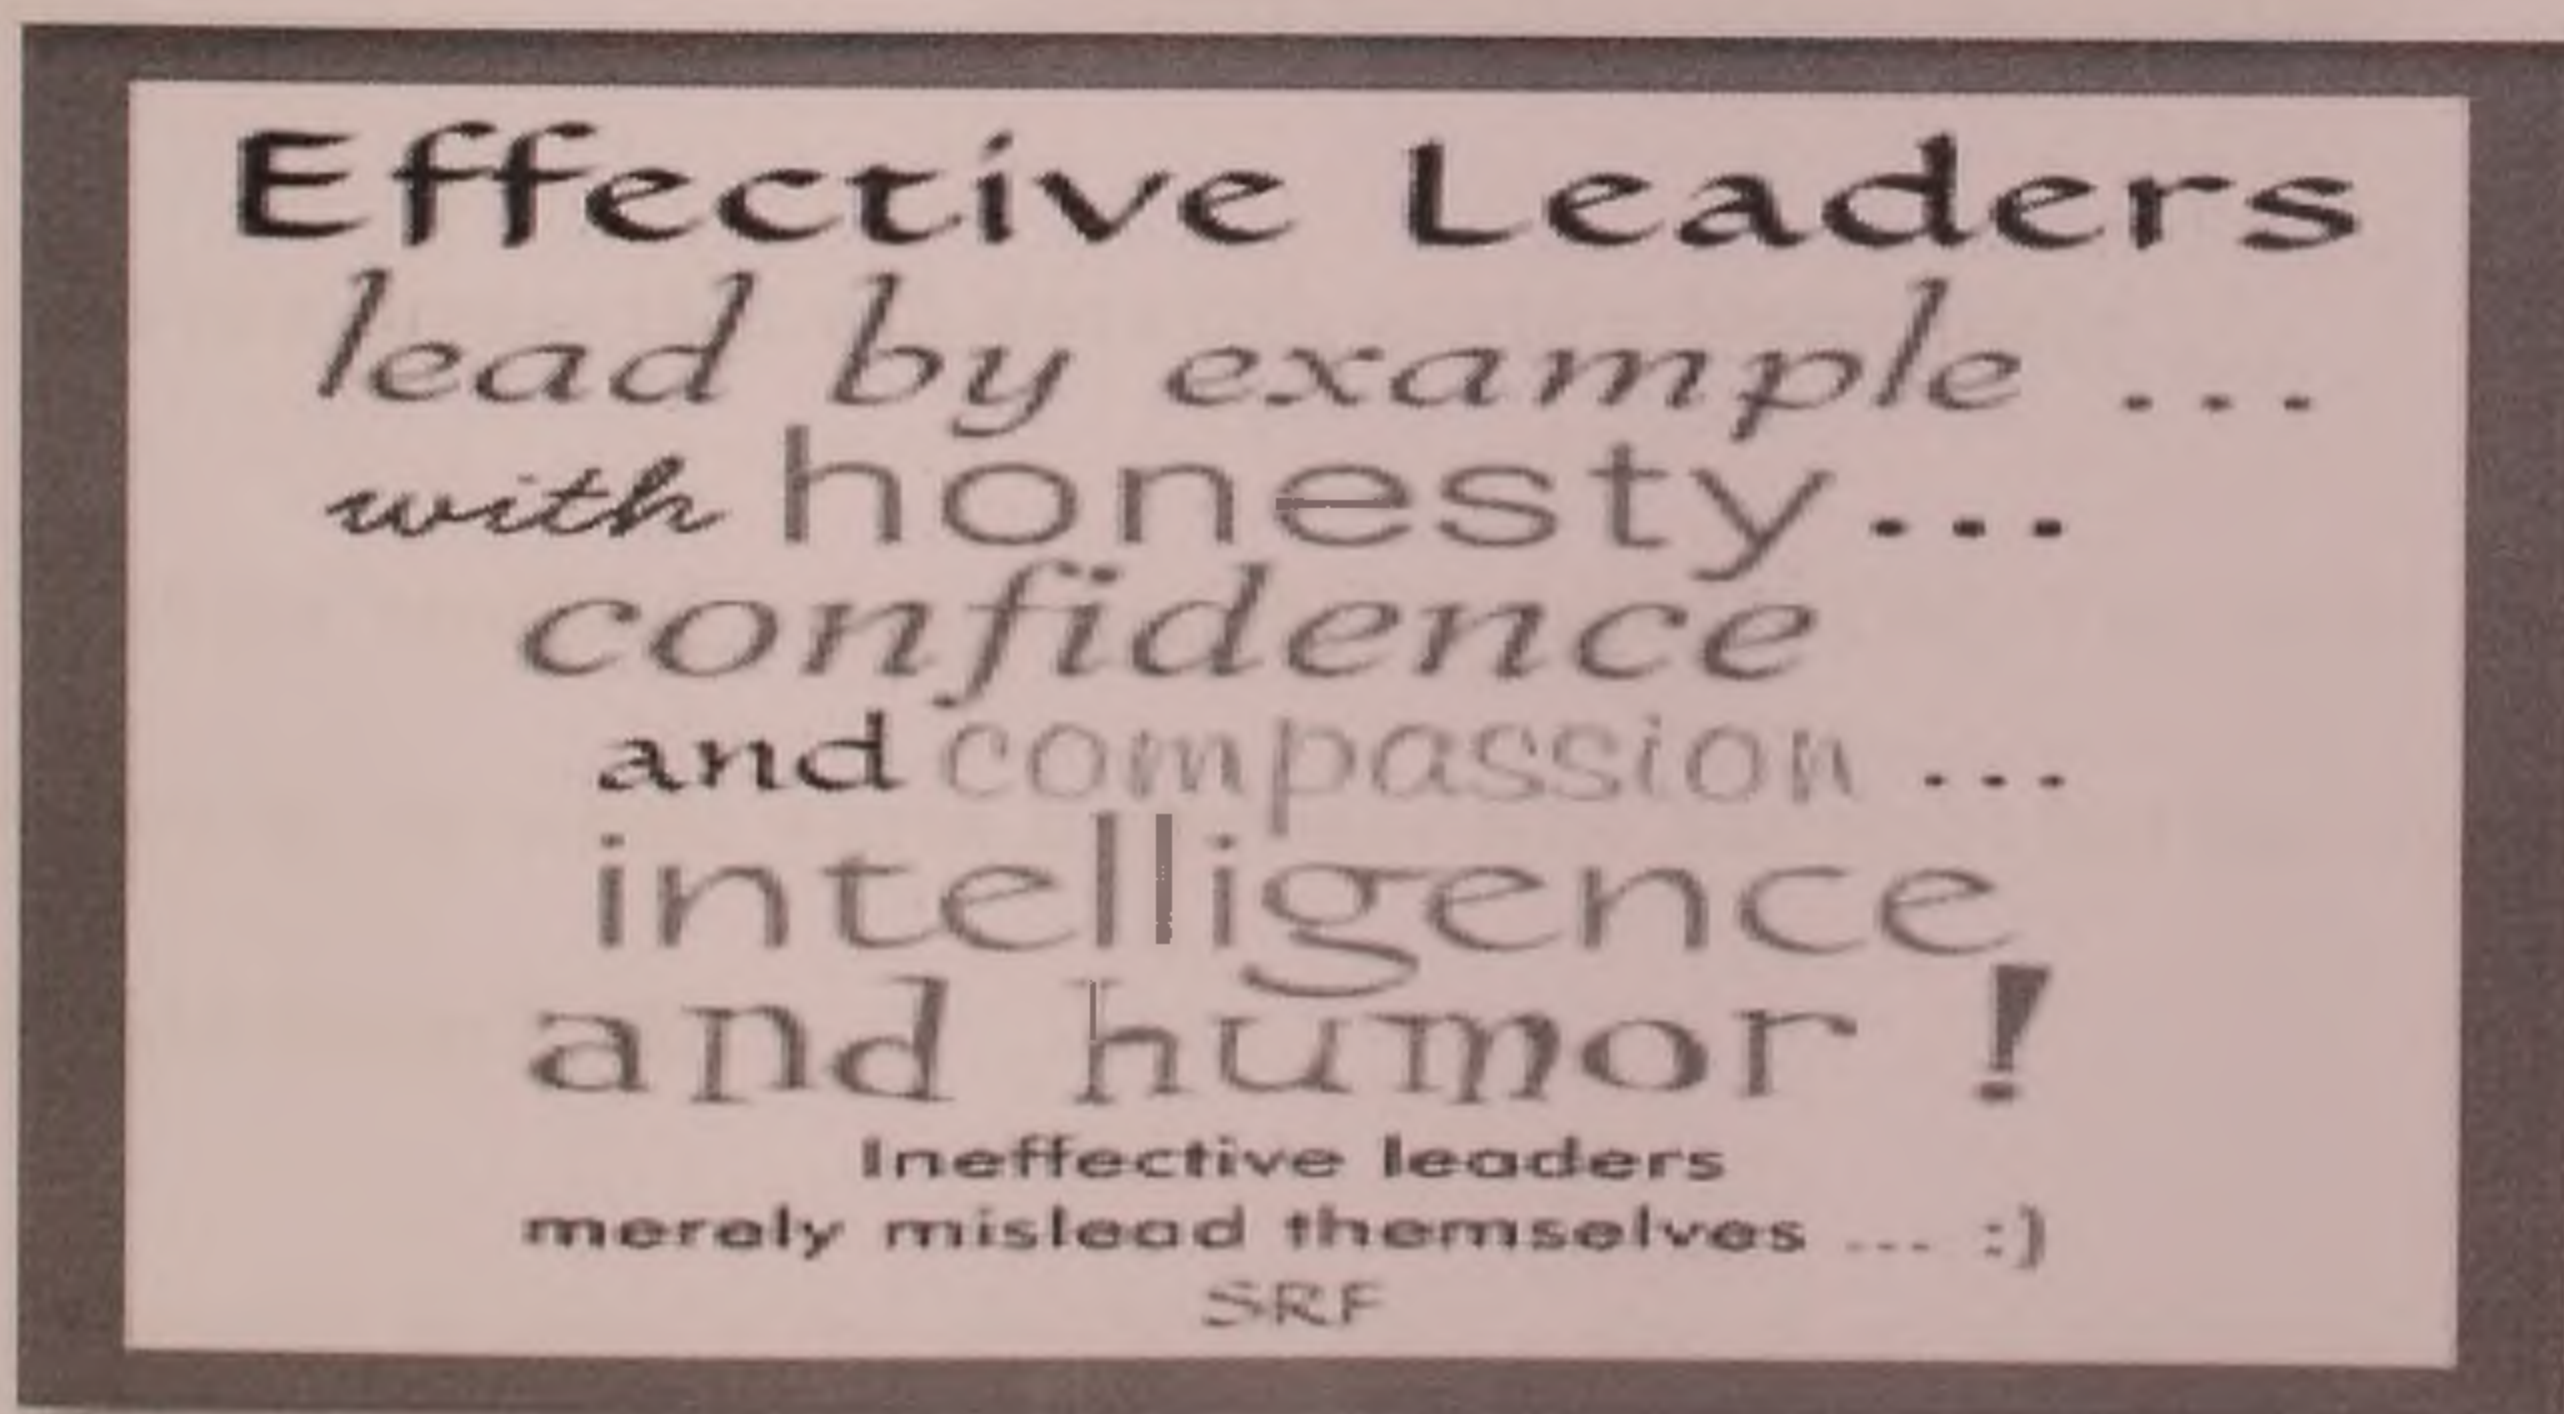 Effective Leaders
lead by example ...
with honesty...
confidence
and compassion ...
intelligence
and humor !
Ineffective leaders
merely mislead themselves ... :)
SRF